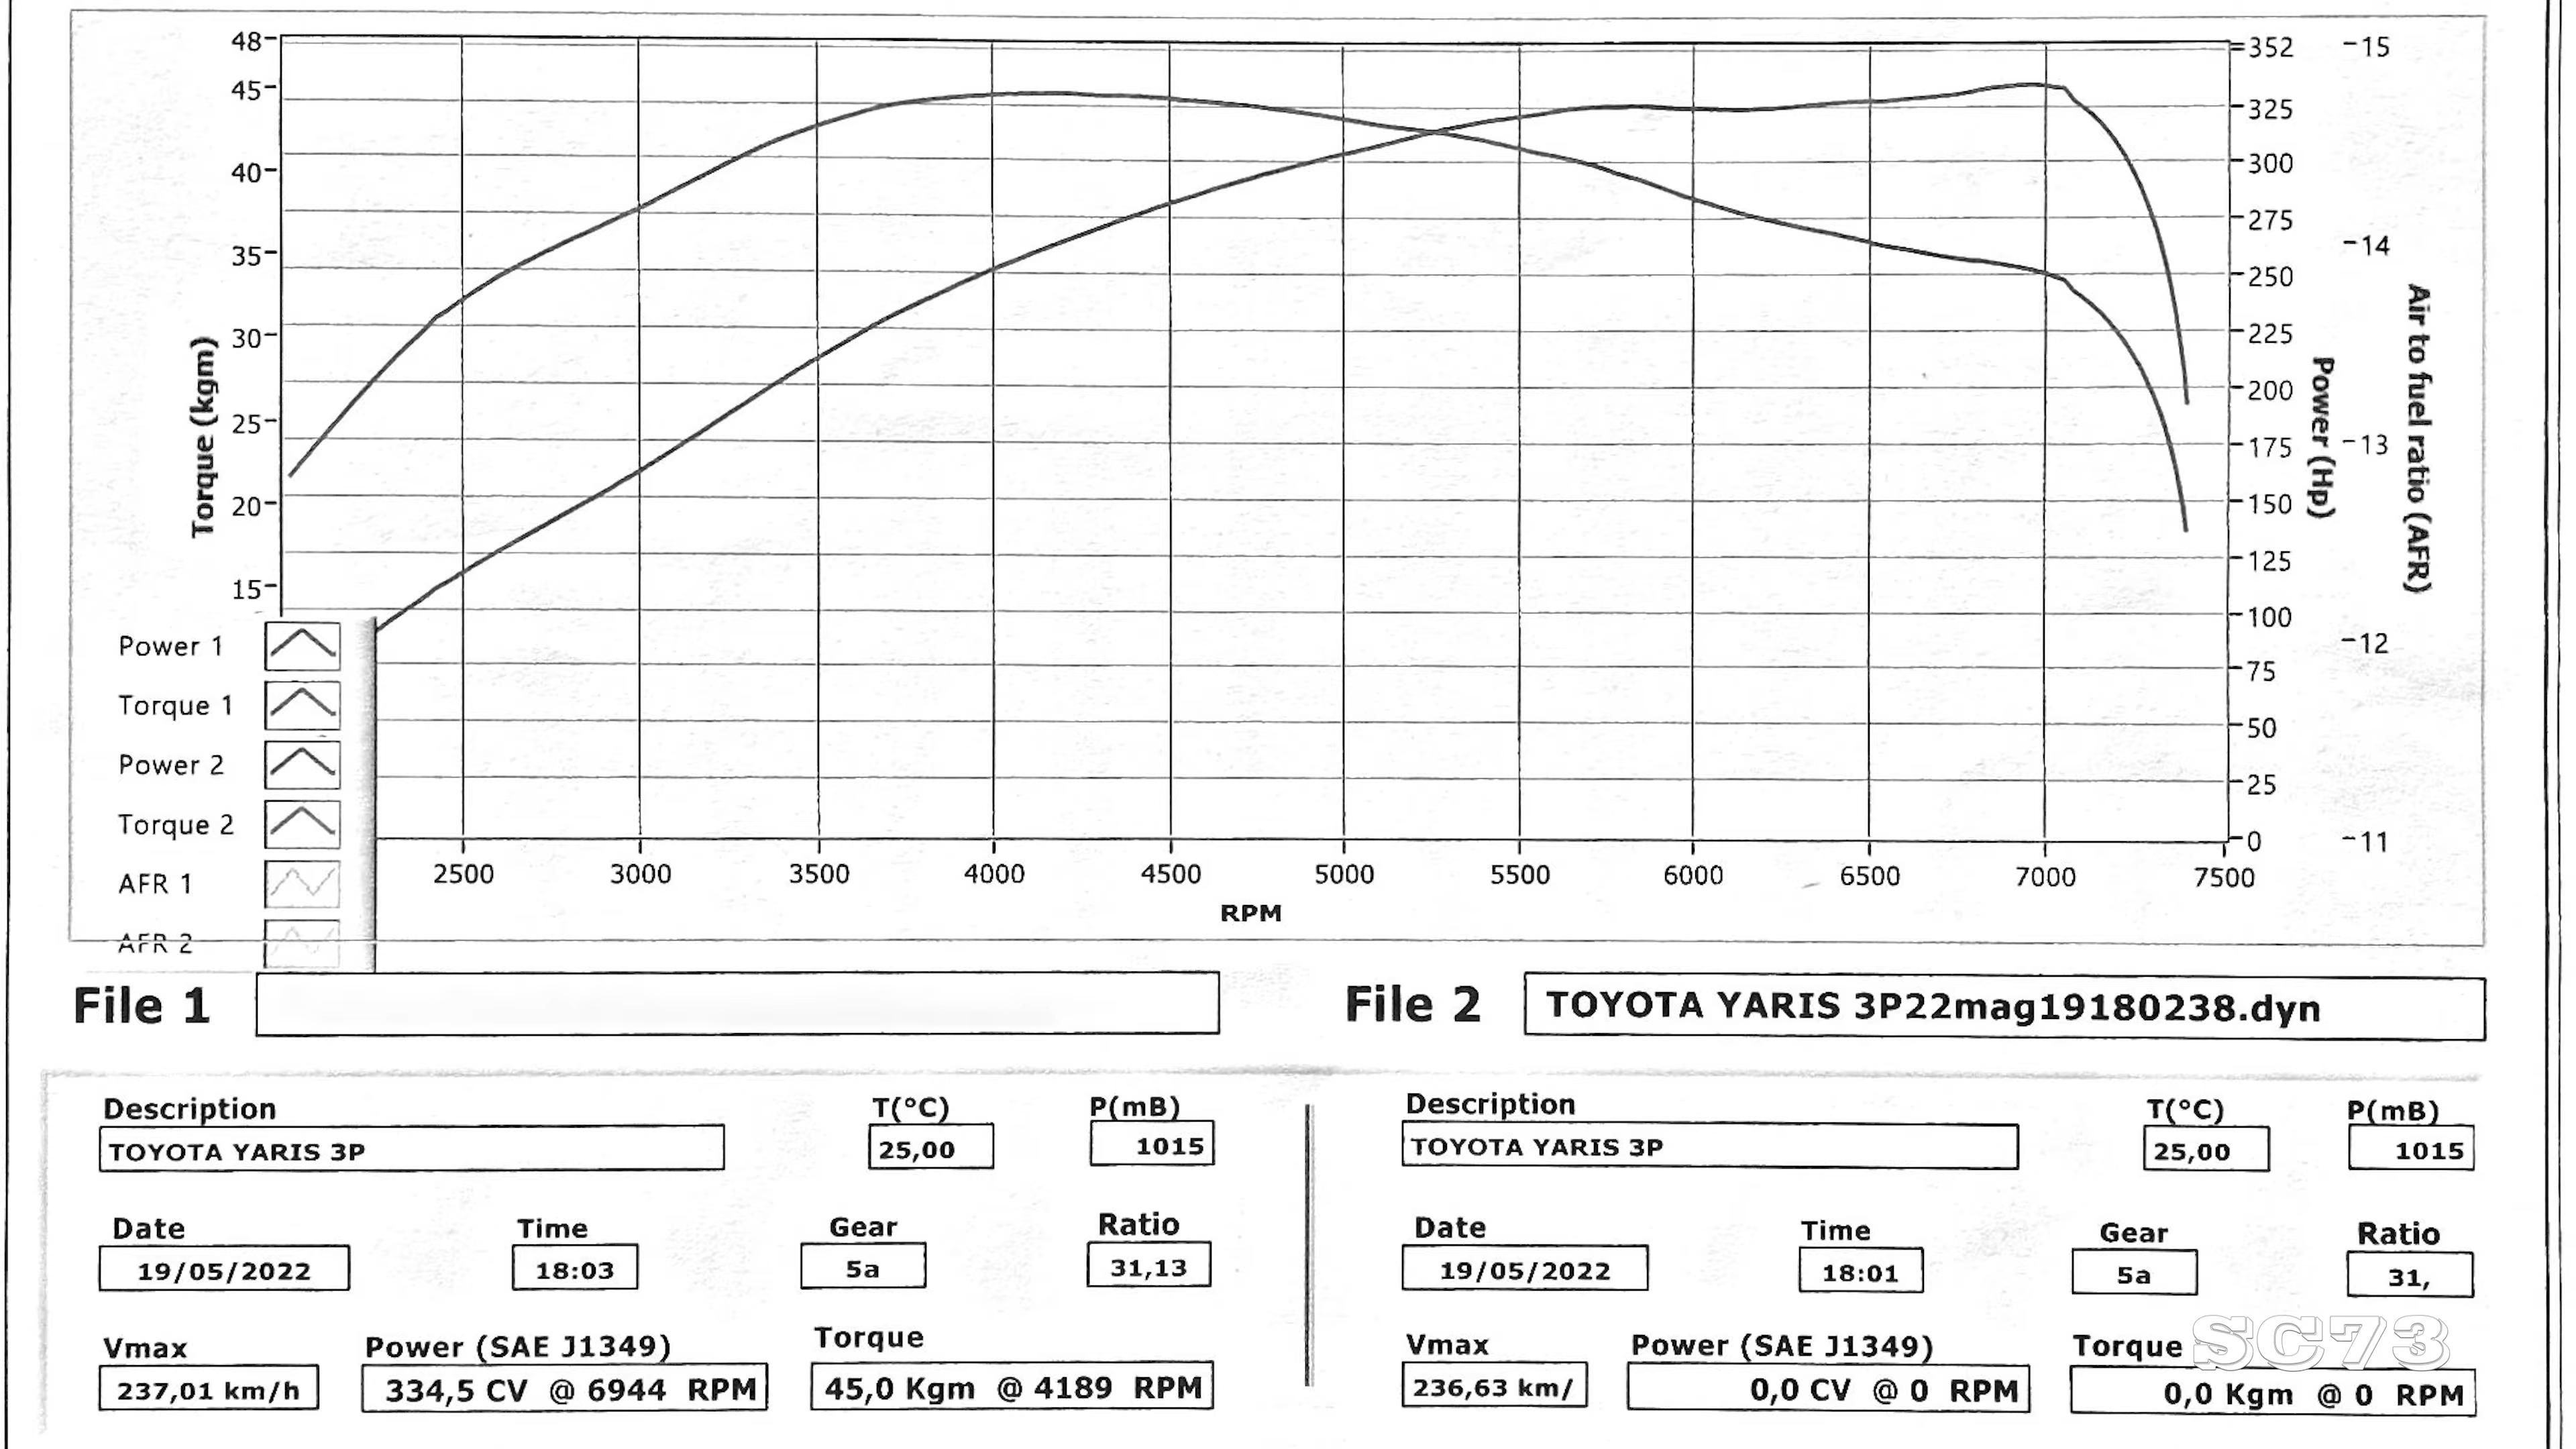 48
45
40
35
30
25
20
15
Torque (kgm)
352
325
300
275
250
225
200
175
150
125
100
75
50
25
0
Power (Hp)
15
14
13
12
11
Air to fuel ratio (AFR)
2500 3000 3500 4000 4500 5000 5500 6000 6500 7000 7500
RPM
Power 1
Torque 1
Power 2
Torque 2
AFR 1
AFR 2
File 1
File 2 TOYOTA YARIS 3P22mag19180238.dyn
Description T(°C) P(mB)
TOYOTA YARIS 3P 25,00 1015
Date Time Gear Ratio
19/05/2022 18:03 5a 31,13
Vmax Power (SAE J1349) Torque
237,01 km/h 334,5 CV @ 6944 RPM 45,0 Kgm @ 4189 RPM
Description T(°C) P(mB)
TOYOTA YARIS 3P 25,00 1015
Date Time Gear Ratio
19/05/2022 18:01 5a 31,
Vmax Power (SAE J1349) Torque
236,63 km/ 0,0 CV @ 0 RPM 0,0 Kgm @ 0 RPM
SC73